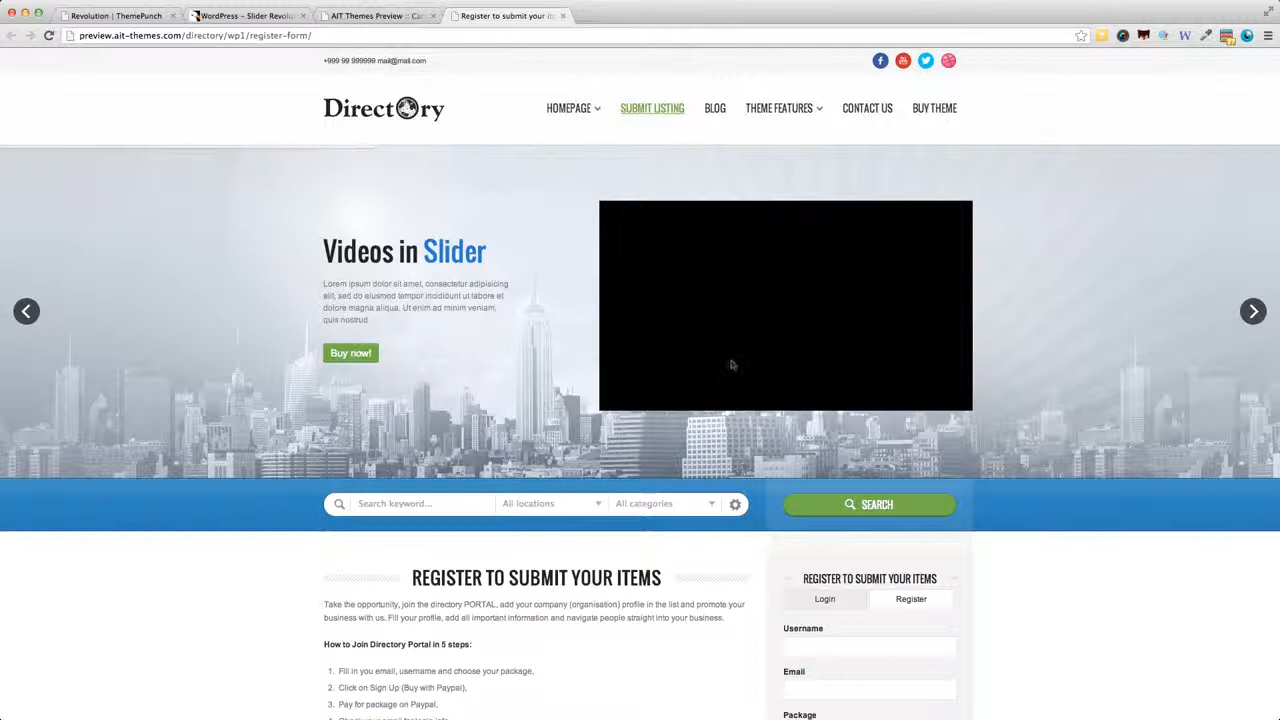 Revolution | ThemePunch
WordPress - Slider Revolut
AIT Themes Preview :: Car
Register to submit your ite
preview.ait-themes.com/directory/wp1/register-form/
+999 99 999999 mail@mail.com
Directory
HOMEPAGE
SUBMIT LISTING
BLOG
THEME FEATURES
CONTACT US
BUY THEME
Videos in Slider
Lorem ipsum dolor sit amet, consectetur adipisicing
elit, sed do eiusmod tempor incididunt ut labore et
dolore magna aliqua. Ut enim ad minim veniam,
quis nostrud
Buy now!
Search keyword...
All locations
All categories
SEARCH
REGISTER TO SUBMIT YOUR ITEMS
Take the opportunity, join the directory PORTAL, add your company (organisation) profile in the list and promote your
business with us. Fill your profile, add all important information and navigate people straight into your business.
How to Join Directory Portal in 5 steps:
1. Fill in you email, username and choose your package,
2. Click on Sign Up (Buy with Paypal),
3. Pay for package on Paypal,
REGISTER TO SUBMIT YOUR ITEMS
Login
Register
Username
Email
Package